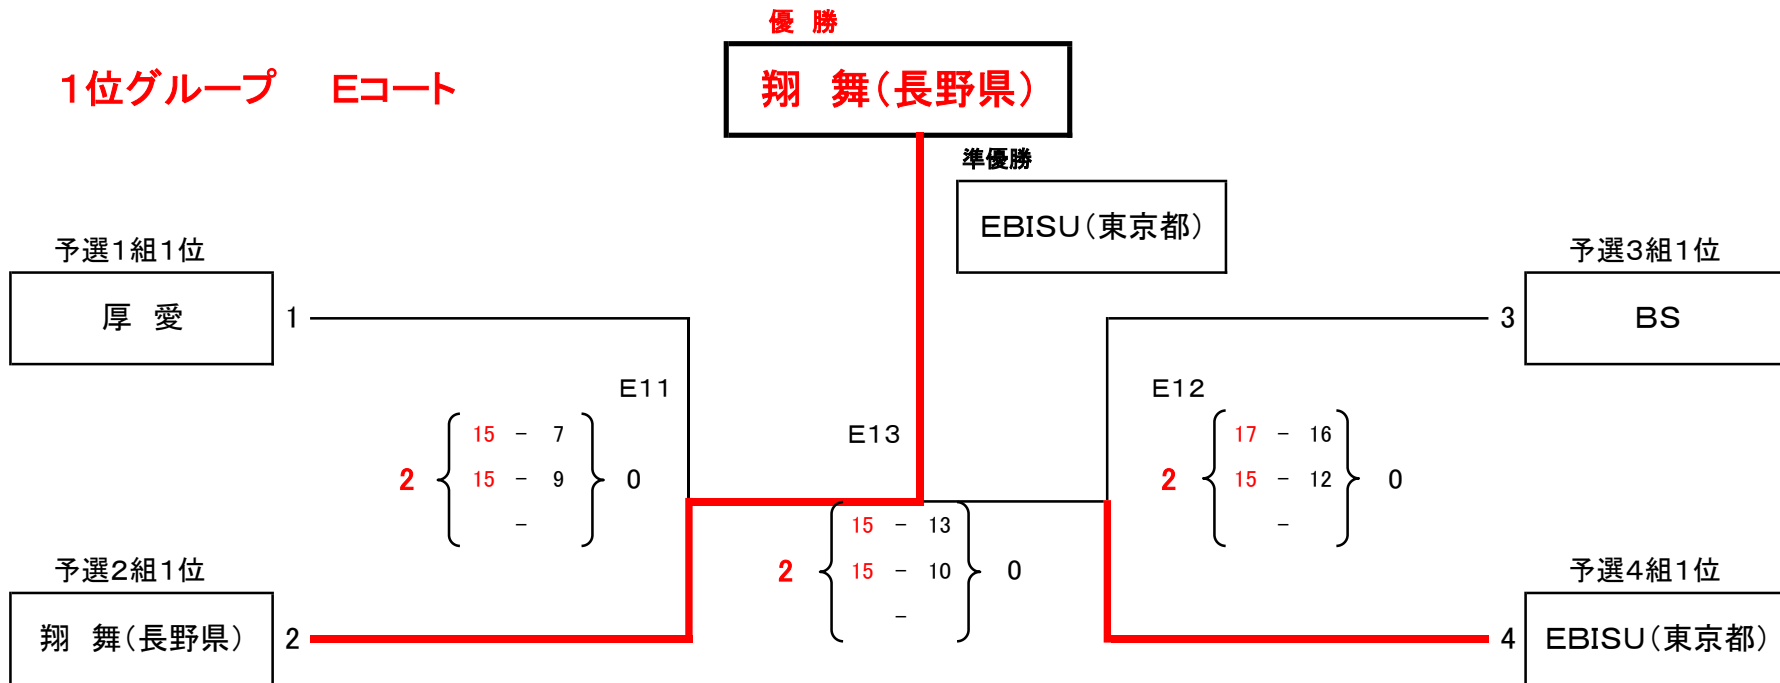 優 勝
1位グループ Eコート
翔 舞(長野県)
準優勝
EBISU(東京都)
予選1組1位
予選3組1位
厚 愛
1
3
BS
E11
E12
15 - 7
17 - 16
E13
2
15 - 9
0
2
15 - 12
0
-
15 - 13
-
予選2組1位
2
15 - 10
0
予選4組1位
-
翔 舞(長野県)
2
4
EBISU(東京都)